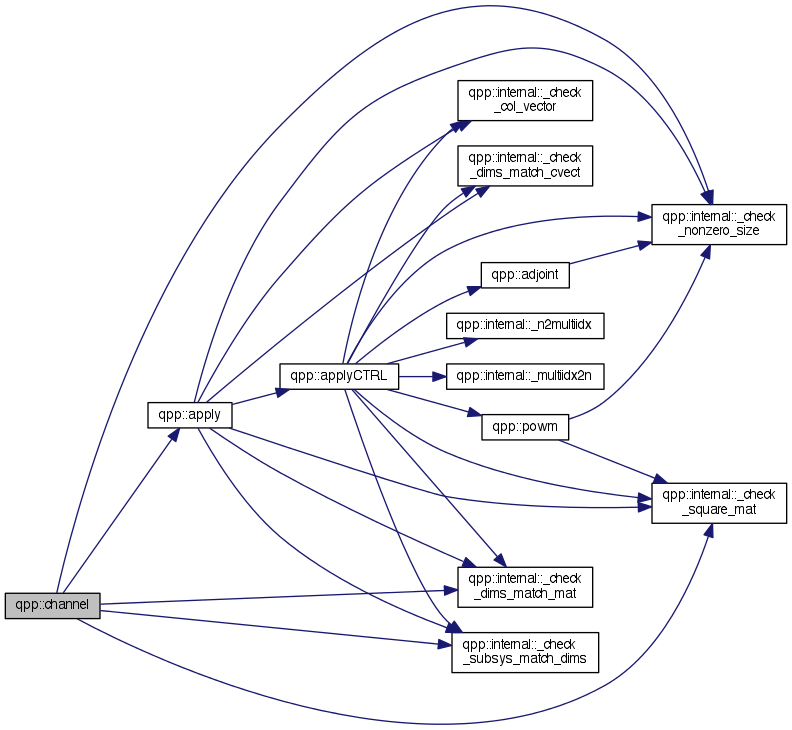 qpp::internal::_check
_col_vector
qpp::internal::_check
_dims_match_cvect
qpp::internal::_check
_nonzero_size
qpp::adjoint
qpp::internal::_n2multiidx
qpp::applyCTRL
qpp::internal::_multiidx2n
qpp::apply
qpp::powm
qpp::internal::_check
_square_mat
qpp::internal::_check
_dims_match_mat
qpp::channel
qpp::internal::_check
_subsys_match_dims